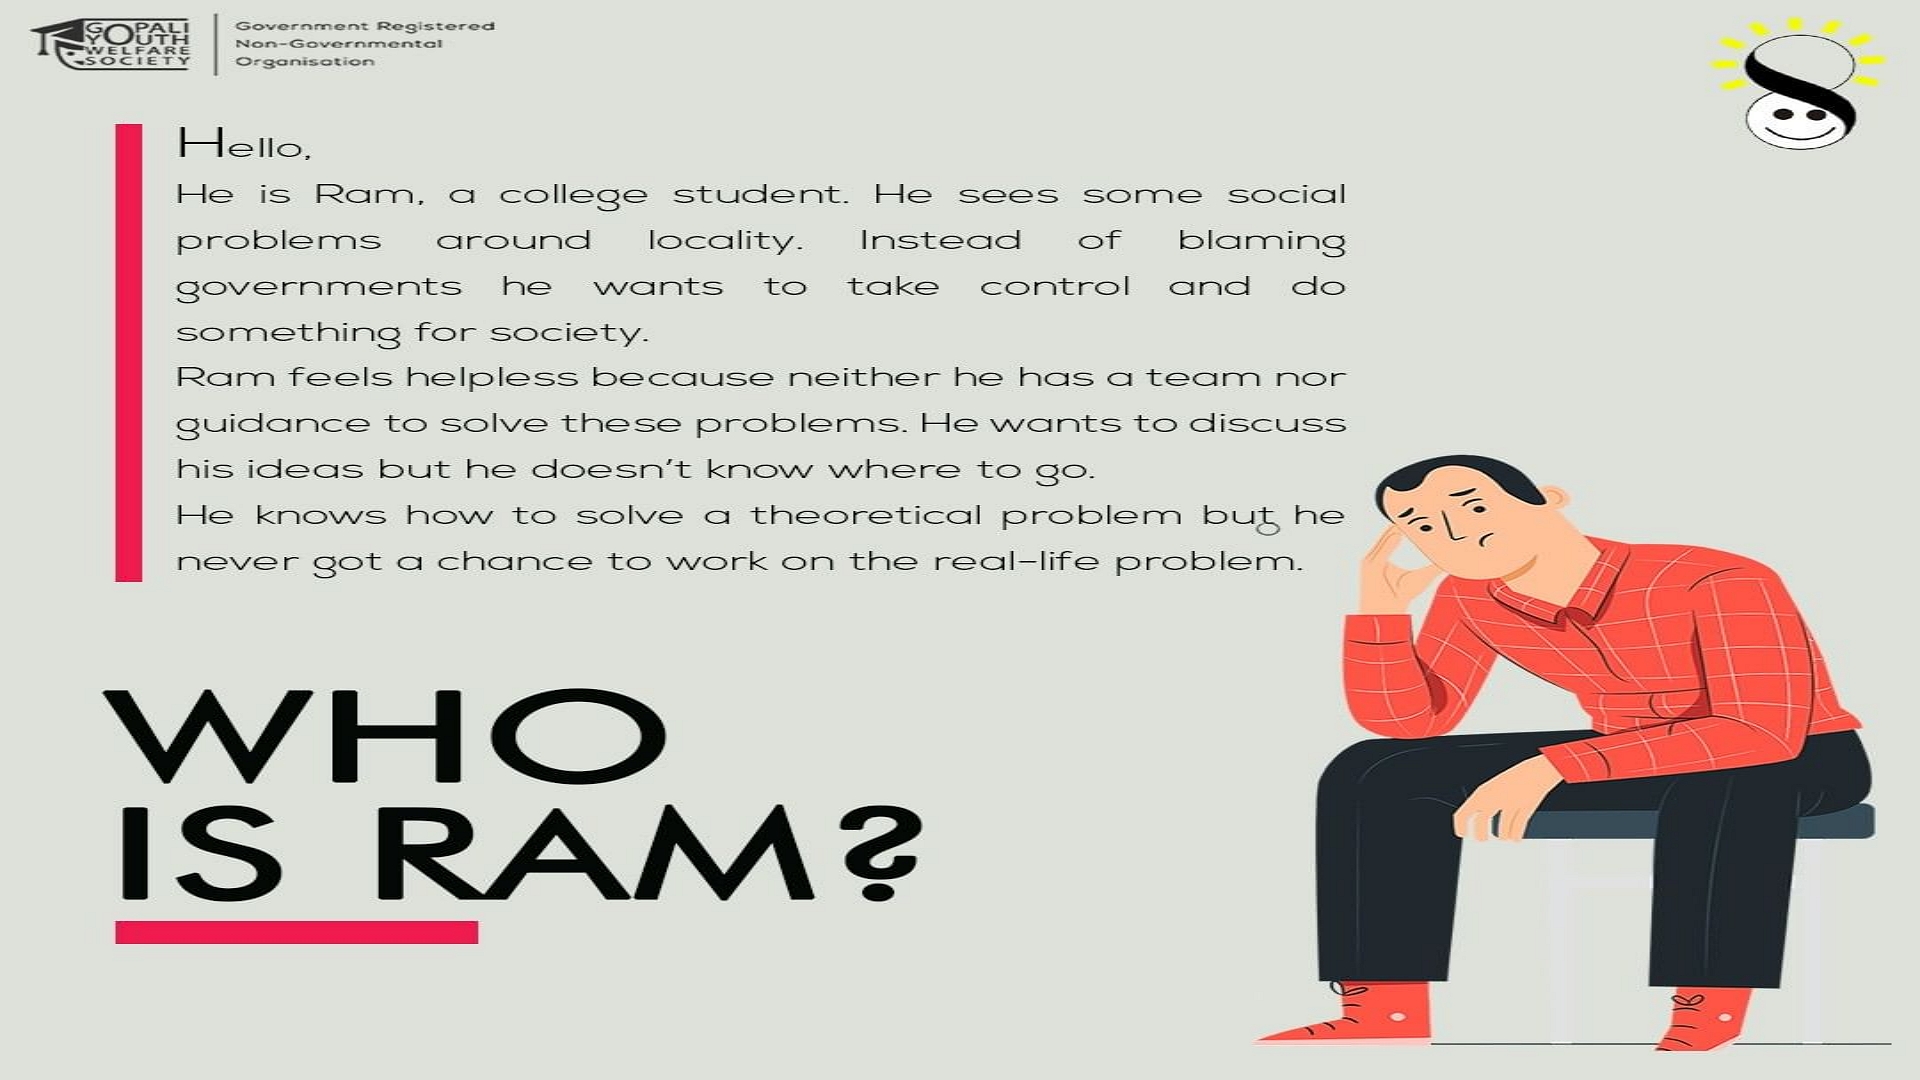 GOPALI
YOUTH
WELFARE
SOCIETY
Government Registered
Non-Governmental
Organisation
Hello,
He is Ram, a college student. He sees some social
problems around locality. Instead of blaming
governments he wants to take control and do
something for society.
Ram feels helpless because neither he has a team nor
guidance to solve these problems. He wants to discuss
his ideas but he doesn't know where to go.
He knows how to solve a theoretical problem but he
never got a chance to work on the real-life problem.
WHO
IS RAM?